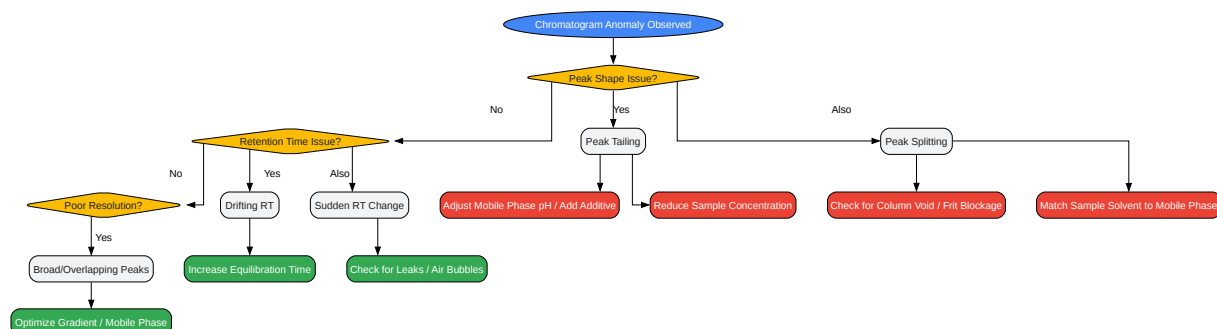 Chromatogram Anomaly Observed
Peak Shape Issue?
No
Yes
Also
Retention Time Issue?
Peak Tailing
Peak Splitting
No
Yes
Also
Poor Resolution?
Drifting RT
Sudden RT Change
Adjust Mobile Phase pH / Add Additive
Reduce Sample Concentration
Check for Column Void / Frit Blockage
Match Sample Solvent to Mobile Phase
Yes
Broad/Overlapping Peaks
Increase Equilibration Time
Check for Leaks / Air Bubbles
Optimize Gradient / Mobile Phase